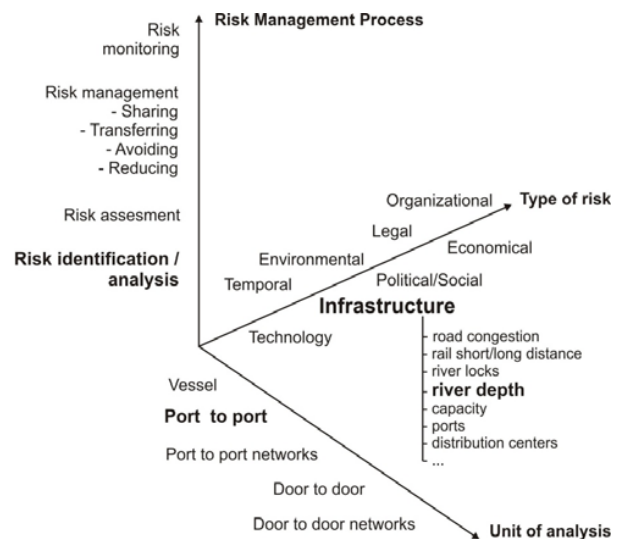 Risk Management Process
Risk
monitoring
Risk management
- Sharing
- Transferring
- Avoiding
- Reducing
Risk assesment
Risk identification /
analysis
Type of risk
Organizational
Legal
Economical
Environmental
Political/Social
Temporal
Infrastructure
Technology
road congestion
rail short/long distance
river locks
river depth
capacity
ports
distribution centers
...
Vessel
Port to port
Port to port networks
Door to door
Door to door networks
Unit of analysis